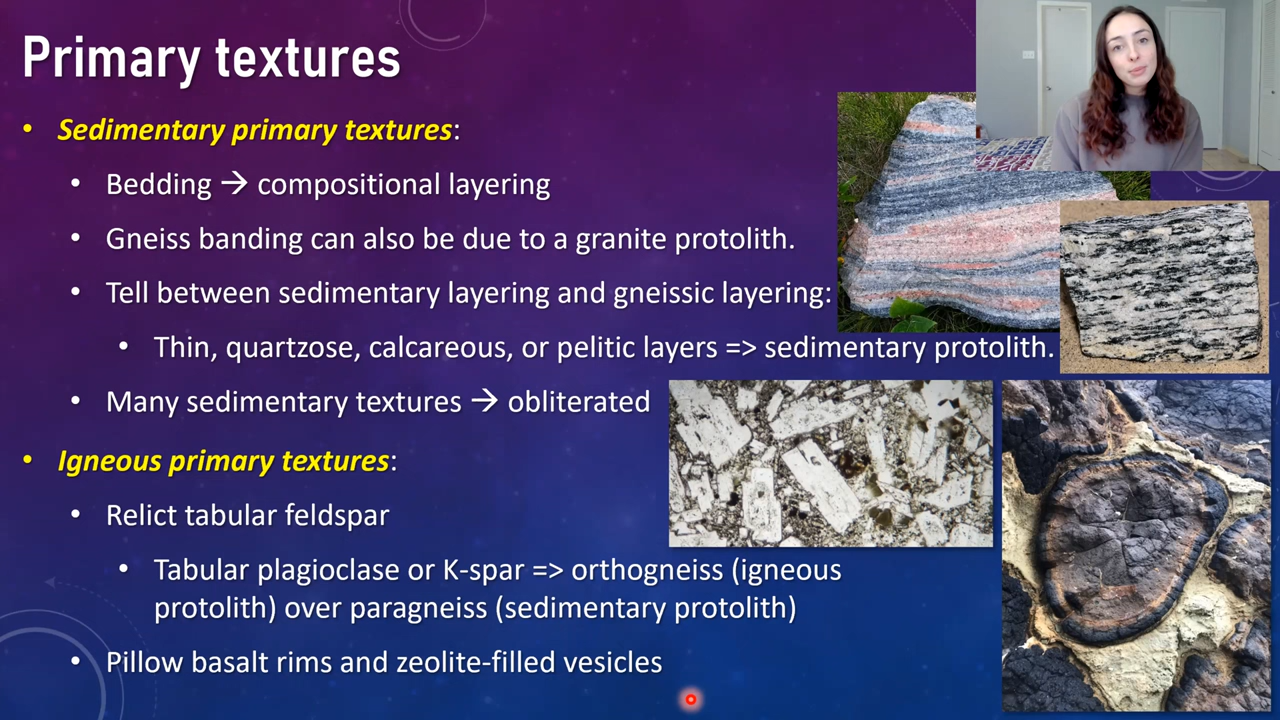 Primary textures
• Sedimentary primary textures:
• Bedding → compositional layering
• Gneiss banding can also be due to a granite protolith.
• Tell between sedimentary layering and gneissic layering:
• Thin, quartzose, calcareous, or pelitic layers => sedimentary protolith.
• Many sedimentary textures → obliterated
• Igneous primary textures:
• Relict tabular feldspar
• Tabular plagioclase or K-spar => orthogneiss (igneous
protolith) over paragneiss (sedimentary protolith)
• Pillow basalt rims and zeolite-filled vesicles